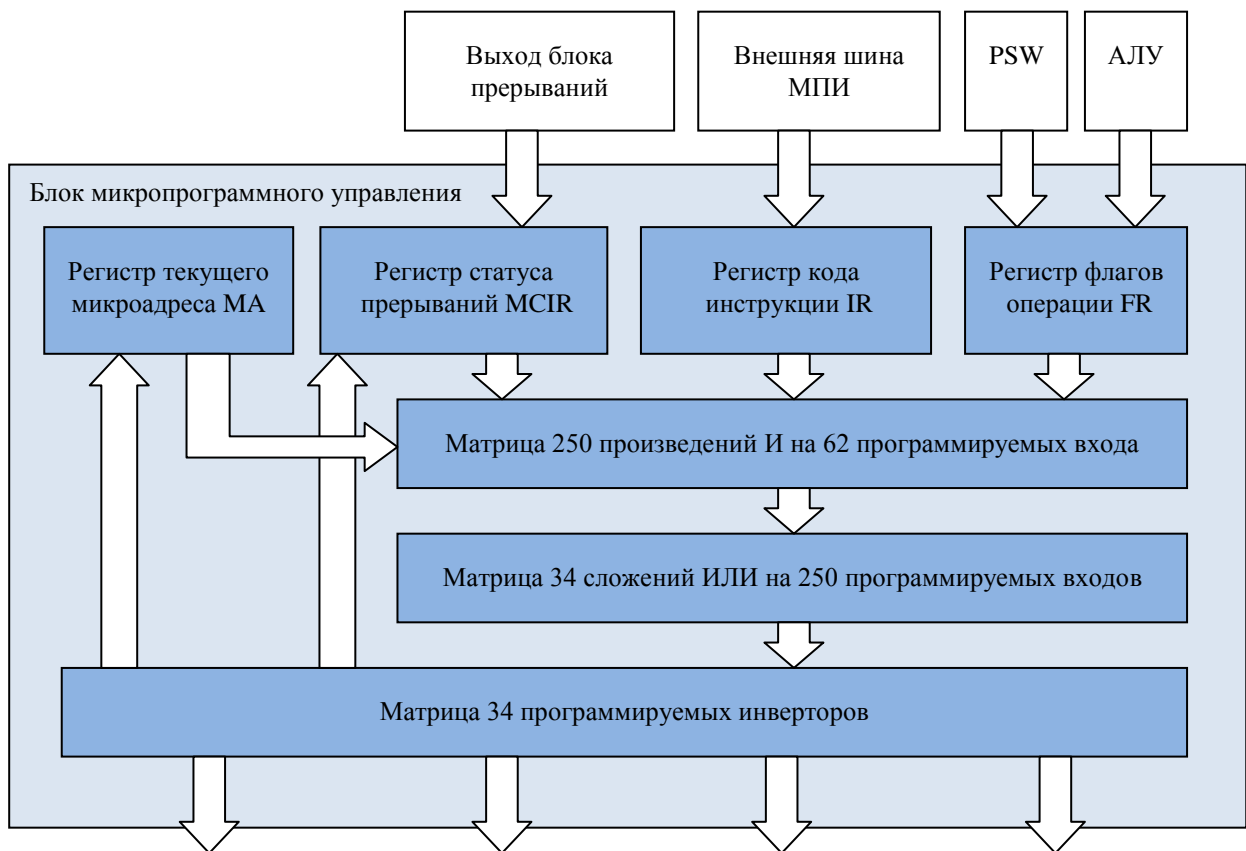 Выход блока
прерываний
Внешняя шина
МПИ
PSW
АЛУ
Блок микропрограммного управления
Регистр текущего
микроадреса МА
Регистр статуса
прерываний MCIR
Регистр кода
инструкции IR
Регистр флагов
операции FR
Матрица 250 произведений И на 62 программируемых входа
Матрица 34 сложений ИЛИ на 250 программируемых входов
Матрица 34 программируемых инверторов